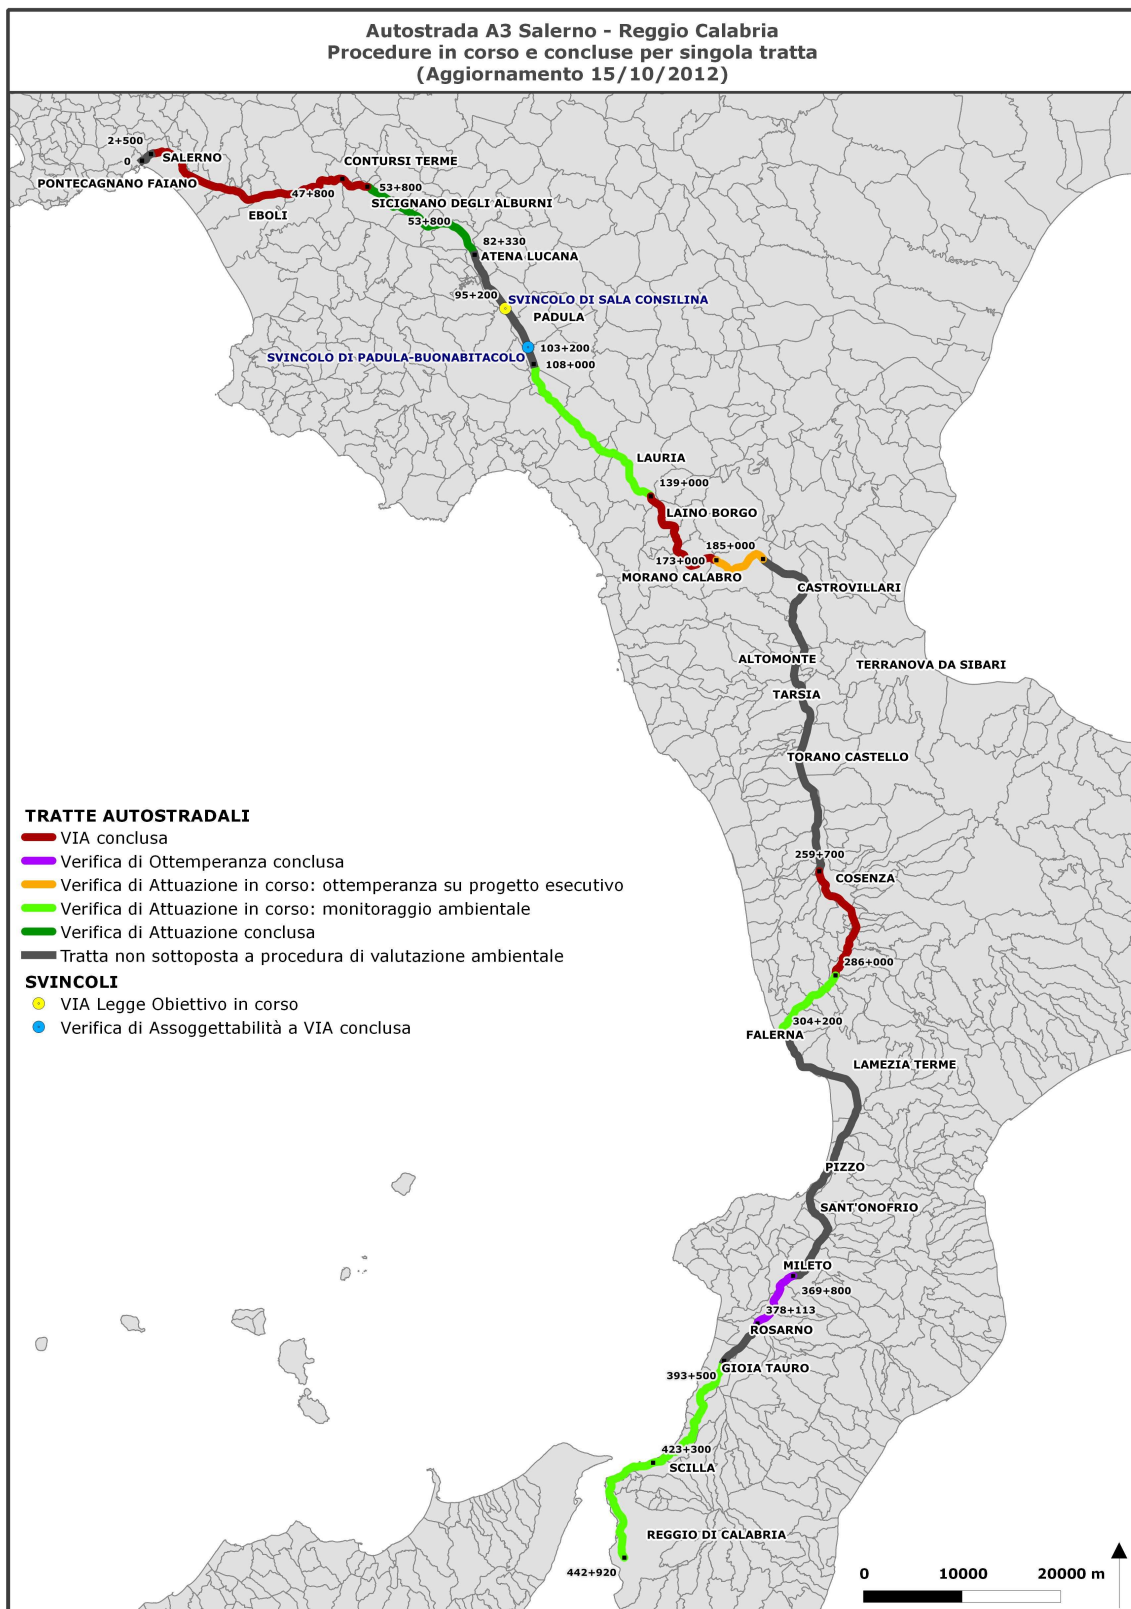 Autostrada A3 Salerno - Reggio Calabria
Procedure in corso e concluse per singola tratta
(Aggiornamento 15/10/2012)
2+500
0
SALERNO
PONTECAGNANO FAIANO
CONTURSI TERME
47+800
53+800
SICIGNANO DEGLI ALBURNI
EBOLI
53+800
82+330
ATENA LUCANA
95+200
SVINCOLO DI SALA CONSILINA
PADULA
103+200
SVINCOLO DI PADULA-BUONABITACOLO
108+000
LAURIA
139+000
LAINO BORGO
185+000
173+000
MORANO CALABRO
CASTROVILLARI
ALTOMONTE
TERRANOVA DA SIBARI
TARSIA
TORANO CASTELLO
TRATTE AUTOSTRADALI
VIA conclusa
Verifica di Ottemperanza conclusa
Verifica di Attuazione in corso: ottemperanza su progetto esecutivo
Verifica di Attuazione in corso: monitoraggio ambientale
Verifica di Attuazione conclusa
Tratta non sottoposta a procedura di valutazione ambientale
SVINCOLI
VIA Legge Obiettivo in corso
Verifica di Assoggettabilità a VIA conclusa
259+700
COSENZA
286+000
304+200
FALERNA
LAMEZIA TERME
PIZZO
SANT'ONOFRIO
MILETO
369+800
378+113
ROSARNO
GIOIA TAURO
393+500
423+300
SCILLA
REGGIO DI CALABRIA
442+920
0 10000 20000 m